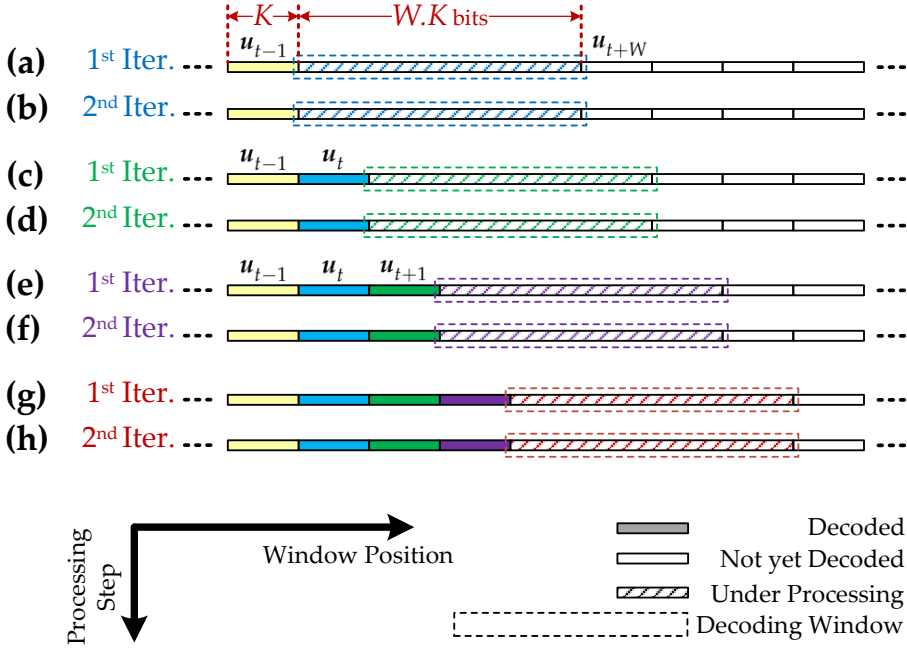 K W.K bits
u_{t−1} u_{t+W}
(a) 1st Iter.
(b) 2nd Iter.
u_{t−1} u_t
(c) 1st Iter.
(d) 2nd Iter.
u_{t−1} u_t u_{t+1}
(e) 1st Iter.
(f) 2nd Iter.
(g) 1st Iter.
(h) 2nd Iter.
Window Position
Processing
Step
Decoded
Not yet Decoded
Under Processing
Decoding Window